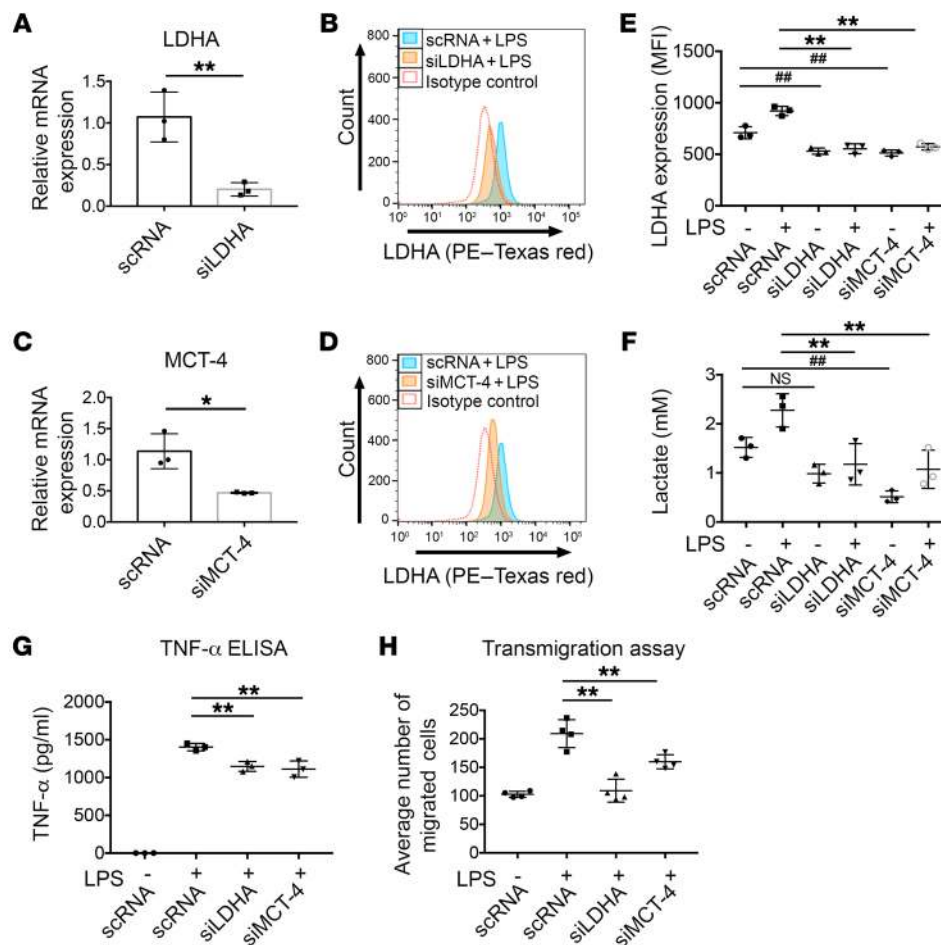 A
LDHA
**
Relative mRNA
expression
1.5
1.0
0.5
0.0
scRNA
siLDHA
B
scRNA + LPS
siLDHA + LPS
Isotype control
Count
800
600
400
200
0
10⁰ 10¹ 10² 10³ 10⁴ 10⁵
LDHA (PE–Texas red)
C
MCT-4
*
Relative mRNA
expression
2.0
1.5
1.0
0.5
0.0
scRNA
siMCT-4
D
scRNA + LPS
siMCT-4 + LPS
Isotype control
Count
800
600
400
200
0
10⁰ 10¹ 10² 10³ 10⁴ 10⁵
LDHA (PE–Texas red)
E
**
**
##
##
LDHA expression (MFI)
1500
1000
500
0
LPS - + - + - +
scRNA
scRNA
siLDHA
siLDHA
siMCT-4
siMCT-4
F
**
**
##
NS
Lactate (mM)
3
2
1
0
LPS - + - + - +
scRNA
scRNA
siLDHA
siLDHA
siMCT-4
siMCT-4
G
TNF-α ELISA
**
**
TNF-α (pg/ml)
2000
1500
1000
500
0
LPS - + + +
scRNA
scRNA
siLDHA
siMCT-4
H
Transmigration assay
**
**
Average number of
migrated cells
250
200
150
100
50
0
LPS - + + +
scRNA
scRNA
siLDHA
siMCT-4